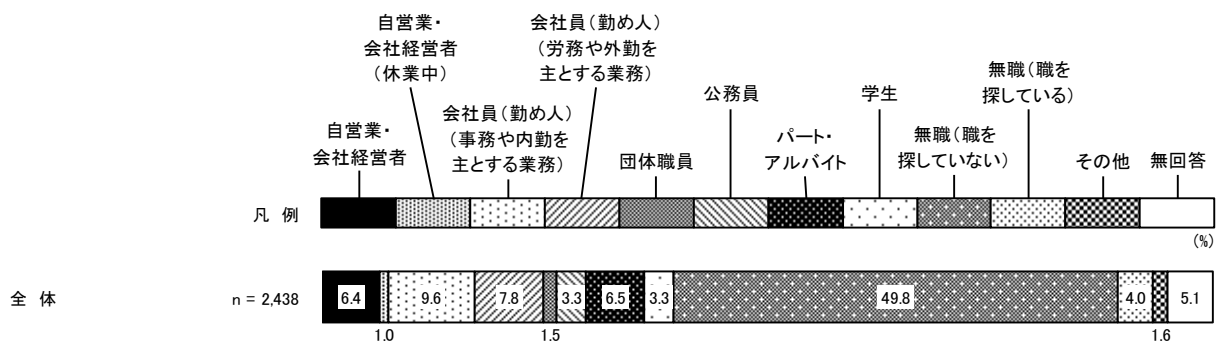 自営業・
会社経営者
（休業中）
会社員（勤め人）
（労務や外勤を
主とする業務）
公務員
学生
無職（職を
探している）
自営業・
会社経営者
会社員（勤め人）
（事務や内勤を
主とする業務）
団体職員
パート・
アルバイト
無職（職を
探していない）
その他
無回答
凡 例
(%)
全 体
n = 2,438
6.4
9.6
7.8
3.3
6.5
3.3
49.8
4.0
5.1
1.0
1.5
1.6